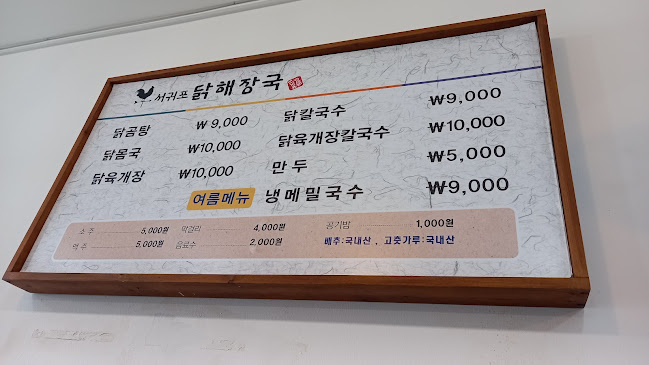 서귀포 닭해장국
닭곰탕 ₩ 9,000 닭칼국수 ₩9,000
닭몸국 ₩10,000 닭육개장칼국수 ₩10,000
닭육개장 ₩10,000 만두 ₩5,000
여름메뉴 냉메밀국수 ₩9,000
소주 5,000원 막걸리 4,000원 공기밥 1,000원
맥주 5,000원 음료수 2,000원 배추:국내산 , 고춧가루:국내산